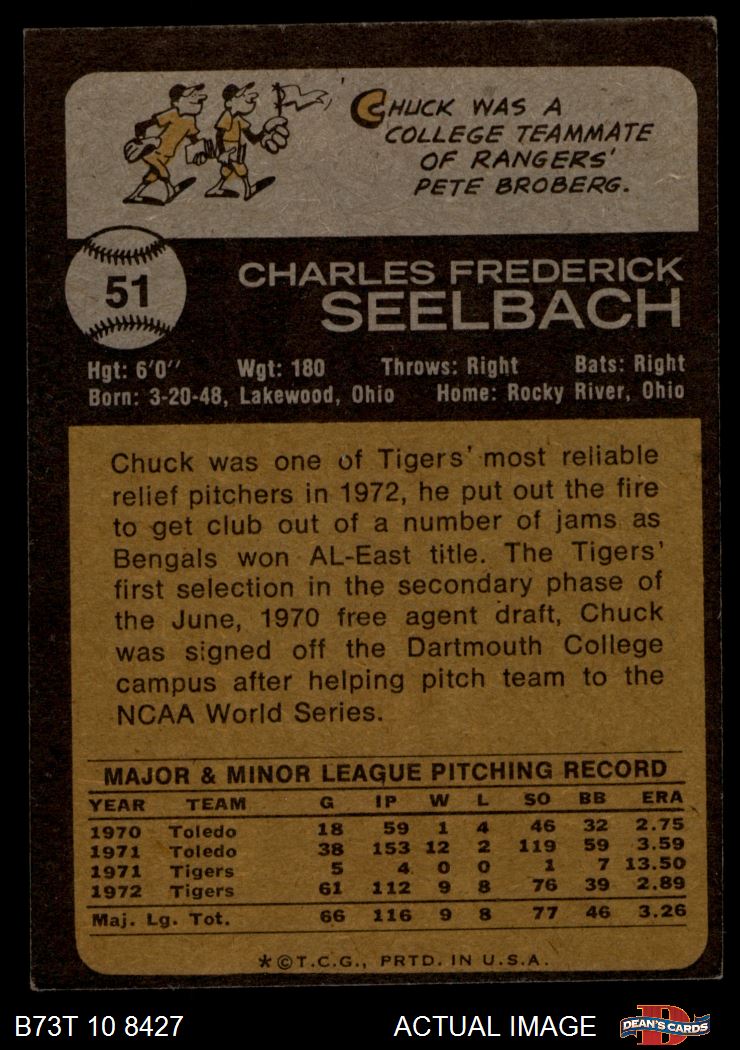 CHUCK WAS A
COLLEGE TEAMMATE
OF RANGERS'
PETE BROBERG.
51
CHARLES FREDERICK
SEELBACH
Hgt: 6'0" Wgt: 180 Throws: Right Bats: Right
Born: 3-20-48, Lakewood, Ohio Home: Rocky River, Ohio
Chuck was one of Tigers' most reliable
relief pitchers in 1972, he put out the fire
to get club out of a number of jams as
Bengals won AL-East title. The Tigers'
first selection in the secondary phase of
the June, 1970 free agent draft, Chuck
was signed off the Dartmouth College
campus after helping pitch team to the
NCAA World Series.
MAJOR & MINOR LEAGUE PITCHING RECORD
YEAR TEAM G IP W L SO BB ERA
1970 Toledo 18 59 1 4 46 32 2.75
1971 Toledo 38 153 12 2 119 59 3.59
1971 Tigers 5 4 0 0 1 7 13.50
1972 Tigers 61 112 9 8 76 39 2.89
Maj. Lg. Tot. 66 116 9 8 77 46 3.26
*©T.C.G., PRTD. IN U.S.A.
B73T 10 8427 ACTUAL IMAGE D DEAN'S CARDS